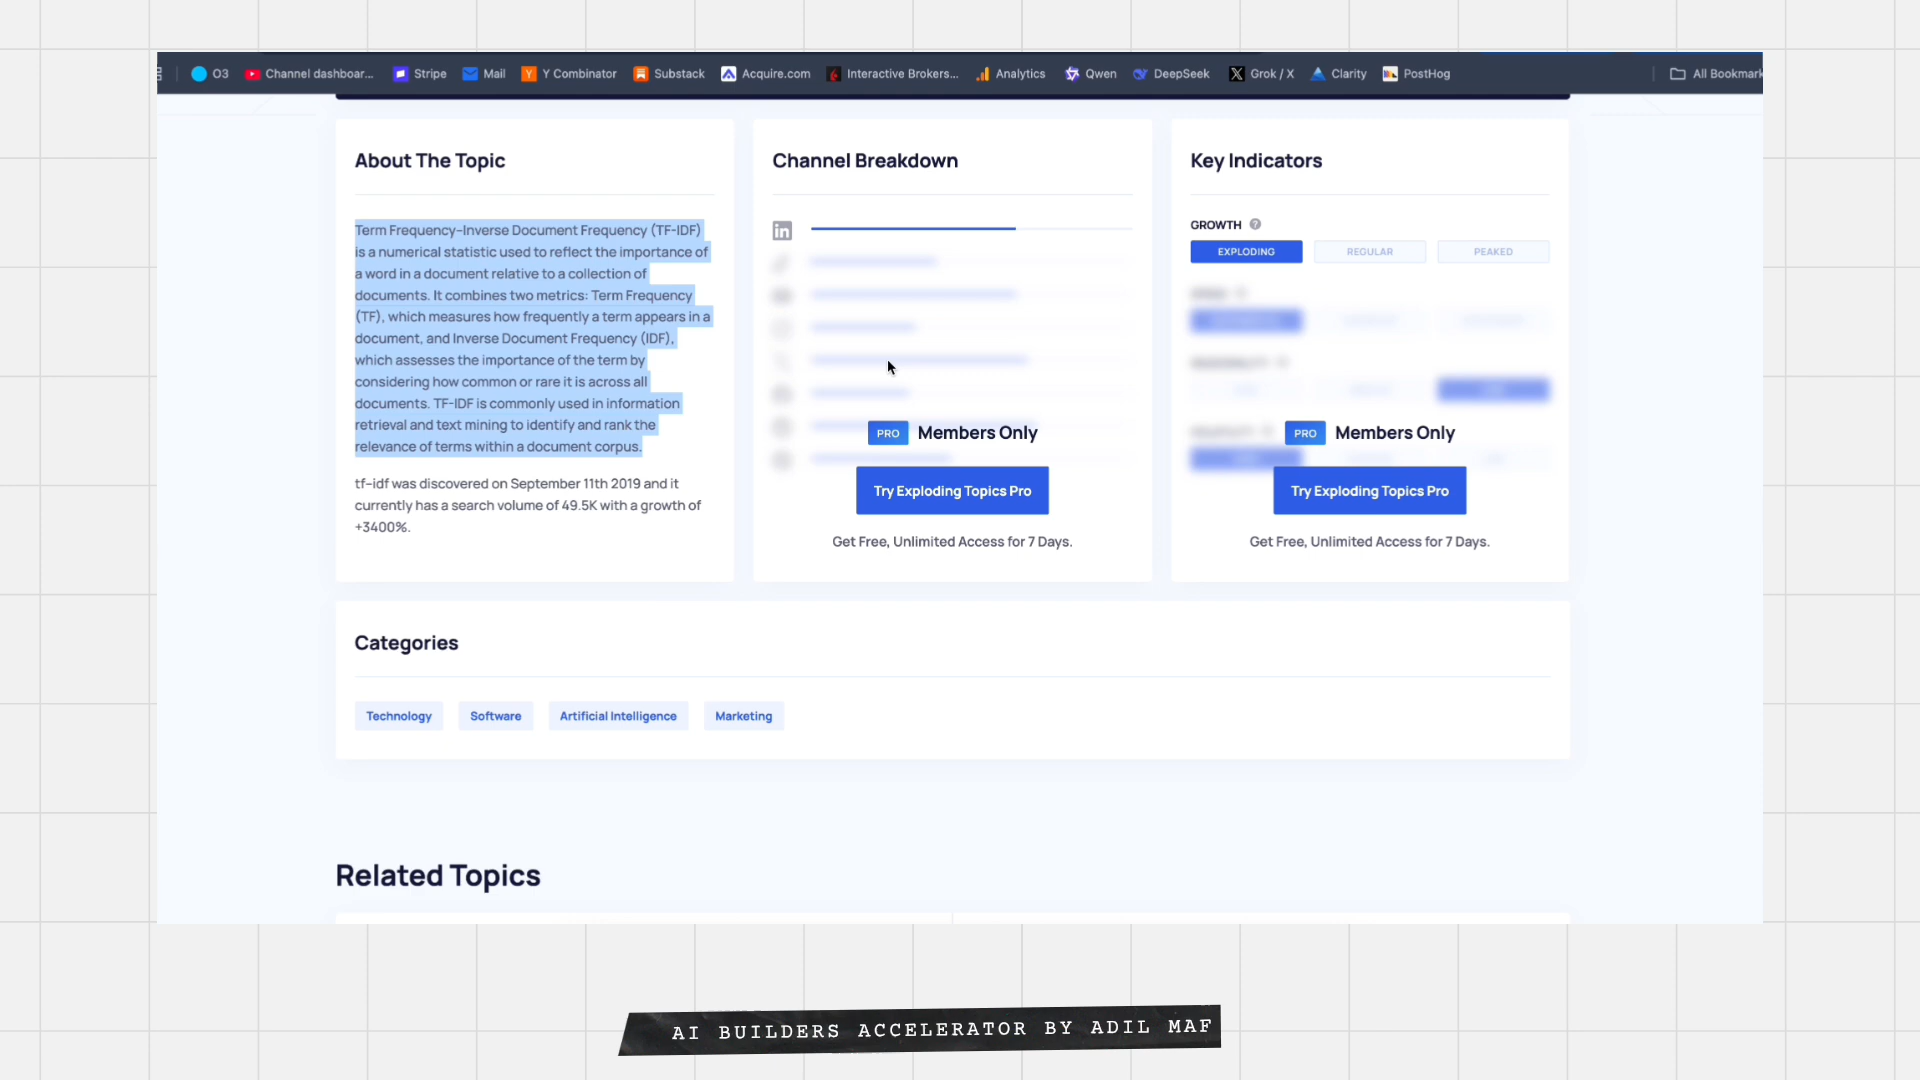 O3
Channel dashboar...
Stripe
Mail
Y Combinator
Substack
Acquire.com
Interactive Brokers...
Analytics
Qwen
DeepSeek
Grok / X
Clarity
PostHog
All Bookmark
About The Topic
Term Frequency–Inverse Document Frequency (TF-IDF)
is a numerical statistic used to reflect the importance of
a word in a document relative to a collection of
documents. It combines two metrics: Term Frequency
(TF), which measures how frequently a term appears in a
document, and Inverse Document Frequency (IDF),
which assesses the importance of the term by
considering how common or rare it is across all
documents. TF-IDF is commonly used in information
retrieval and text mining to identify and rank the
relevance of terms within a document corpus.
tf–idf was discovered on September 11th 2019 and it
currently has a search volume of 49.5K with a growth of
+3400%.
Channel Breakdown
PRO Members Only
Try Exploding Topics Pro
Get Free, Unlimited Access for 7 Days.
Key Indicators
GROWTH
EXPLODING
REGULAR
PEAKED
PRO Members Only
Try Exploding Topics Pro
Get Free, Unlimited Access for 7 Days.
Categories
Technology
Software
Artificial Intelligence
Marketing
Related Topics
AI BUILDERS ACCELERATOR BY ADIL MAF